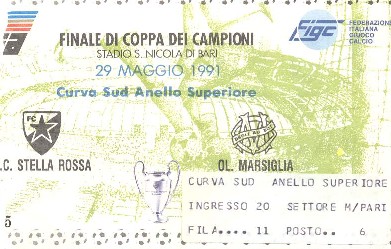 FINALE DI COPPA DEI CAMPIONI
STADIO S. NICOLA DI BARI
29 MAGGIO 1991
Curva Sud Anello Superiore
FIGC
FEDERAZIONE
ITALIANA
GIUOCO
CALCIO
FC
.C. STELLA ROSSA
OL. MARSIGLIA
CURVA SUD ANELLO SUPERIORE
INGRESSO 20 SETTORE M/PARI
FILA.... 11 POSTO.. 6
5